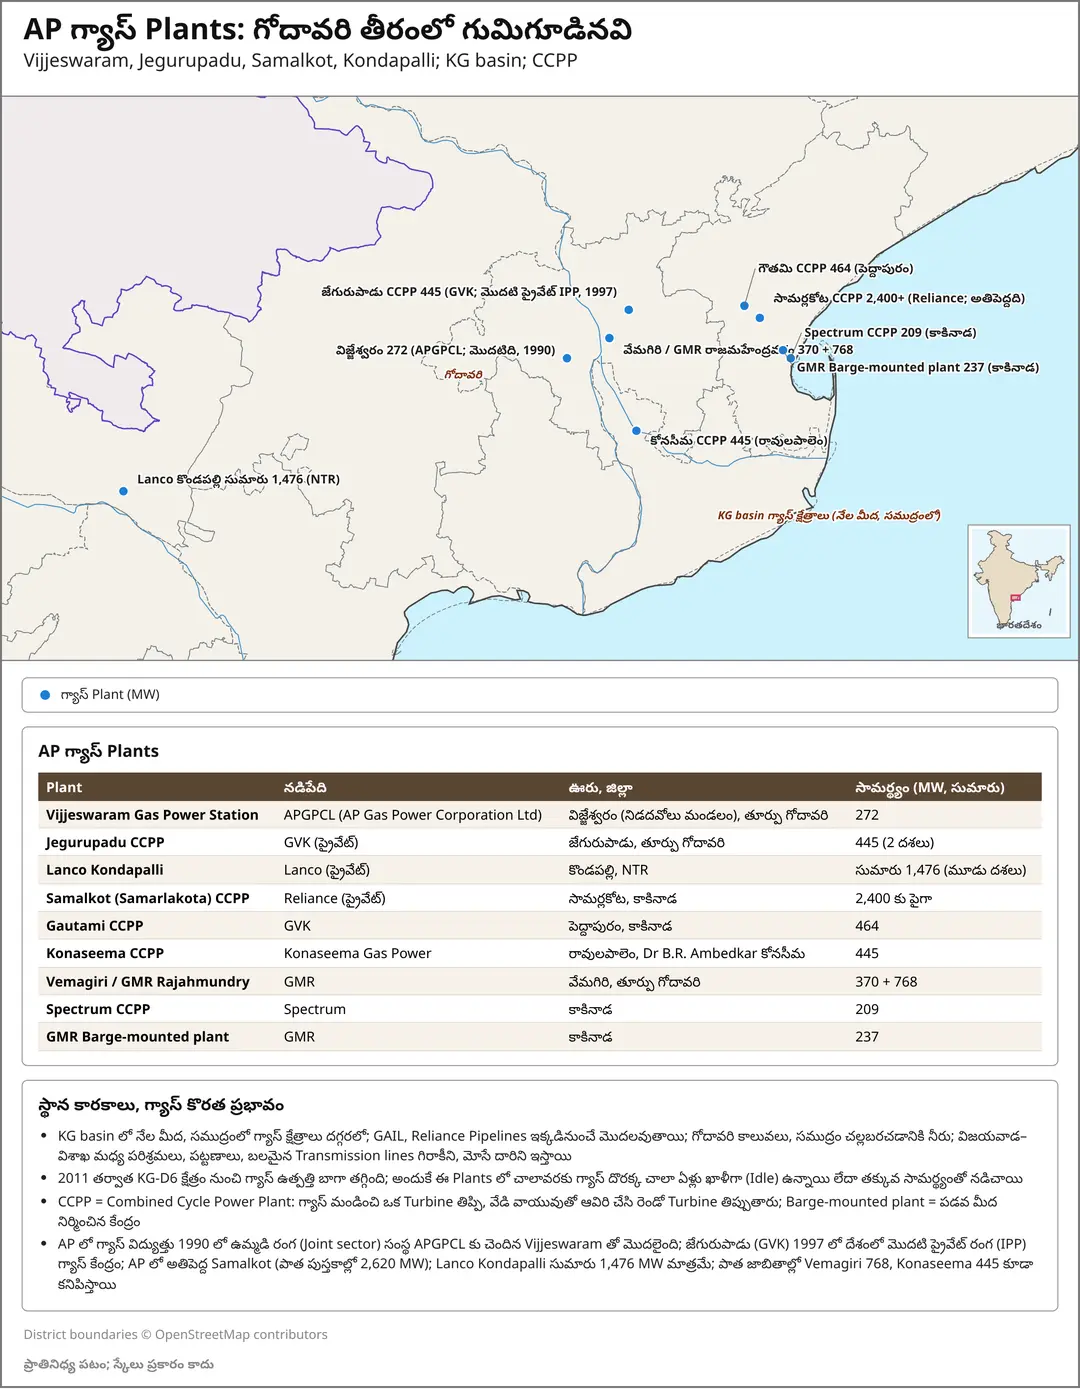 AP గ్యాస్ Plants: గోదావరి తీరంలో గుమిగూడినవి
Vijjeswaram, Jegurupadu, Samalkot, Kondapalli; KG basin; CCPP
గౌతమి CCPP 464 (పెద్దాపురం)
జేగురుపాడు CCPP 445 (GVK; మొదటి ప్రైవేట్ IPP, 1997)
సామర్లకోట CCPP 2,400+ (Reliance; అతిపెద్దది)
Spectrum CCPP 209 (కాకినాడ)
విజ్జేశ్వరం 272 (APGPCL; మొదటిది, 1990)
వేమగిరి / GMR రాజమహేంద్రవరం 370 + 768
GMR Barge-mounted plant 237 (కాకినాడ)
గోదావరి
కోనసీమ CCPP 445 (రావులపాలెం)
Lanco కొండపల్లి సుమారు 1,476 (NTR)
KG basin గ్యాస్ క్షేత్రాలు (నేల మీద, సముద్రంలో)
భారతదేశం
గ్యాస్ Plant (MW)
AP గ్యాస్ Plants
Plant నడిపేది ఊరు, జిల్లా సామర్థ్యం (MW, సుమారు)
Vijjeswaram Gas Power Station APGPCL (AP Gas Power Corporation Ltd) విజ్జేశ్వరం (నిడదవోలు మండలం), తూర్పు గోదావరి 272
Jegurupadu CCPP GVK (ప్రైవేట్) జేగురుపాడు, తూర్పు గోదావరి 445 (2 దశలు)
Lanco Kondapalli Lanco (ప్రైవేట్) కొండపల్లి, NTR సుమారు 1,476 (మూడు దశలు)
Samalkot (Samarlakota) CCPP Reliance (ప్రైవేట్) సామర్లకోట, కాకినాడ 2,400 కు పైగా
Gautami CCPP GVK పెద్దాపురం, కాకినాడ 464
Konaseema CCPP Konaseema Gas Power రావులపాలెం, Dr B.R. Ambedkar కోనసీమ 445
Vemagiri / GMR Rajahmundry GMR వేమగిరి, తూర్పు గోదావరి 370 + 768
Spectrum CCPP Spectrum కాకినాడ 209
GMR Barge-mounted plant GMR కాకినాడ 237
స్థాన కారకాలు, గ్యాస్ కొరత ప్రభావం
• KG basin లో నేల మీద, సముద్రంలో గ్యాస్ క్షేత్రాలు దగ్గరలో; GAIL, Reliance Pipelines ఇక్కడినుంచే మొదలవుతాయి; గోదావరి కాలువలు, సముద్రం చల్లబరచడానికి నీరు; విజయవాడ–
విశాఖ మధ్య పరిశ్రమలు, పట్టణాలు, బలమైన Transmission lines గిరాకీని, మోసే దారిని ఇస్తాయి
• 2011 తర్వాత KG-D6 క్షేత్రం నుంచి గ్యాస్ ఉత్పత్తి బాగా తగ్గింది; అందుకే ఈ Plants లో చాలావరకు గ్యాస్ దొరక్క చాలా ఏళ్లు ఖాళీగా (Idle) ఉన్నాయి లేదా తక్కువ సామర్థ్యంతో నడిచాయి
• CCPP = Combined Cycle Power Plant: గ్యాస్ మండించి ఒక Turbine తిప్పి, వేడి వాయువుతో ఆవిరి చేసి రెండో Turbine తిప్పుతారు; Barge-mounted plant = పడవ మీద
నిర్మించిన కేంద్రం
• AP లో గ్యాస్ విద్యుత్తు 1990 లో ఉమ్మడి రంగ (Joint sector) సంస్థ APGPCL కు చెందిన Vijjeswaram తో మొదలైంది; జేగురుపాడు (GVK) 1997 లో దేశంలో మొదటి ప్రైవేట్ రంగ (IPP)
గ్యాస్ కేంద్రం; AP లో అతిపెద్ద Samalkot (పాత పుస్తకాల్లో 2,620 MW); Lanco Kondapalli సుమారు 1,476 MW మాత్రమే; పాత జాబితాల్లో Vemagiri 768, Konaseema 445 కూడా
కనిపిస్తాయి
District boundaries © OpenStreetMap contributors
ప్రాతినిధ్య పటం; స్కేలు ప్రకారం కాదు